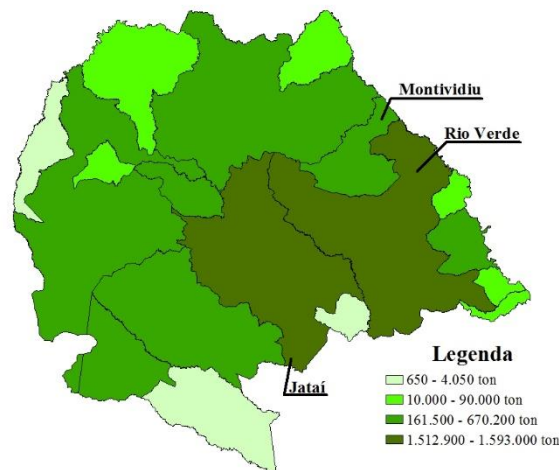 Montividiu
Rio Verde
Jataí
Legenda
650 - 4.050 ton
10.000 - 90.000 ton
161.500 - 670.200 ton
1.512.900 - 1.593.000 ton